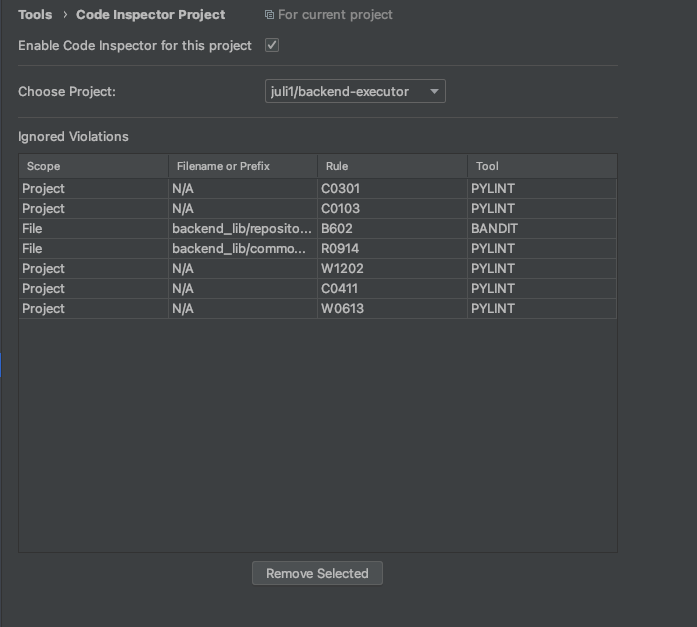 Tools › Code Inspector Project For current project
Enable Code Inspector for this project
Choose Project: juli1/backend-executor
Ignored Violations
Scope Filename or Prefix Rule Tool
Project N/A C0301 PYLINT
Project N/A C0103 PYLINT
File backend_lib/reposito... B602 BANDIT
File backend_lib/commo... R0914 PYLINT
Project N/A W1202 PYLINT
Project N/A C0411 PYLINT
Project N/A W0613 PYLINT
Remove Selected